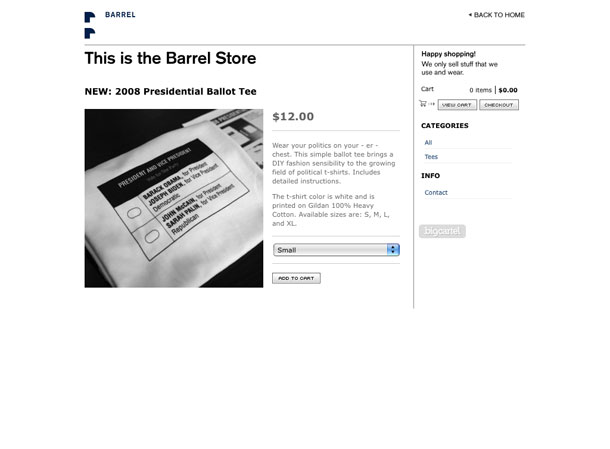 BARREL
◂ BACK TO HOME
This is the Barrel Store
NEW: 2008 Presidential Ballot Tee
PRESIDENT AND VICE PRESIDENT
BARACK OBAMA, for President
JOSEPH BIDEN, for Vice President
Democratic
JOHN McCAIN, for President
SARAH PALIN, for Vice President
Republican
$12.00
Wear your politics on your - er -
chest. This simple ballot tee brings a
DIY fashion sensibility to the growing
field of political t-shirts. Includes
detailed instructions.
The t-shirt color is white and is
printed on Gildan 100% Heavy
Cotton. Available sizes are: S, M, L,
and XL.
Small
ADD TO CART
Happy shopping!
We only sell stuff that we
use and wear.
Cart 0 items | $0.00
VIEW CART CHECKOUT
CATEGORIES
All
Tees
INFO
Contact
bigcartel